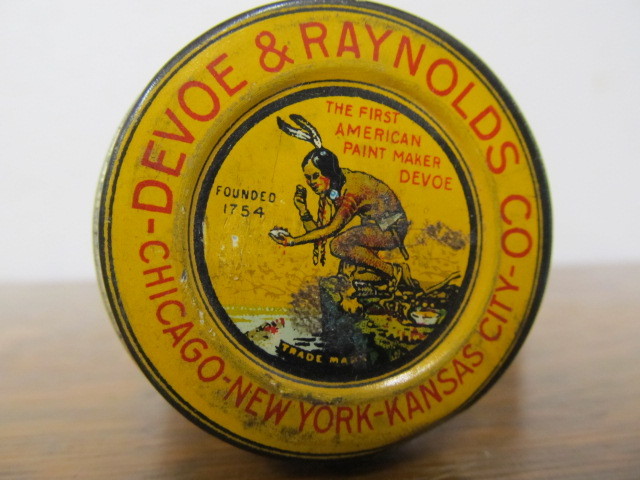 DEVOE & RAYNOLDS CO-
CHICAGO-NEW YORK-KANSAS CITY-
THE FIRST
AMERICAN
PAINT MAKER
DEVOE
FOUNDED
1754
TRADE MARK